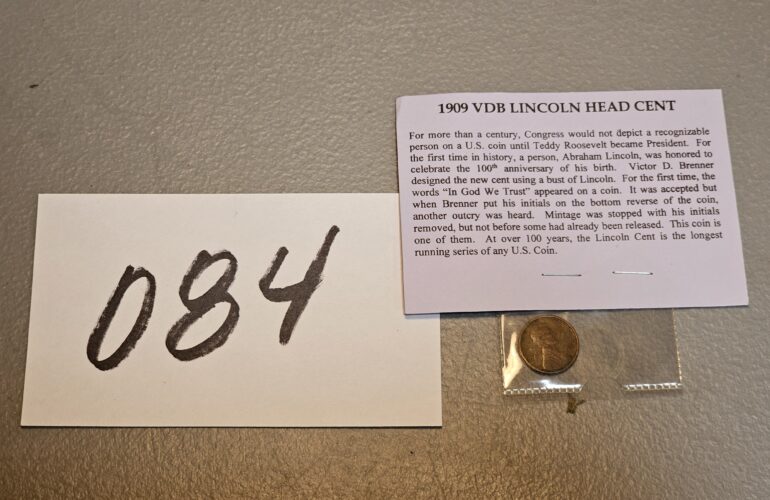 084
1909 VDB LINCOLN HEAD CENT
For more than a century, Congress would not depict a recognizable
person on a U.S. coin until Teddy Roosevelt became President. For
the first time in history, a person, Abraham Lincoln, was honored to
celebrate the 100th anniversary of his birth. Victor D. Brenner
designed the new cent using a bust of Lincoln. For the first time, the
words "In God We Trust" appeared on a coin. It was accepted but
when Brenner put his initials on the bottom reverse of the coin,
another outcry was heard. Mintage was stopped with his initials
removed, but not before some had already been released. This coin is
one of them. At over 100 years, the Lincoln Cent is the longest
running series of any U.S. Coin.